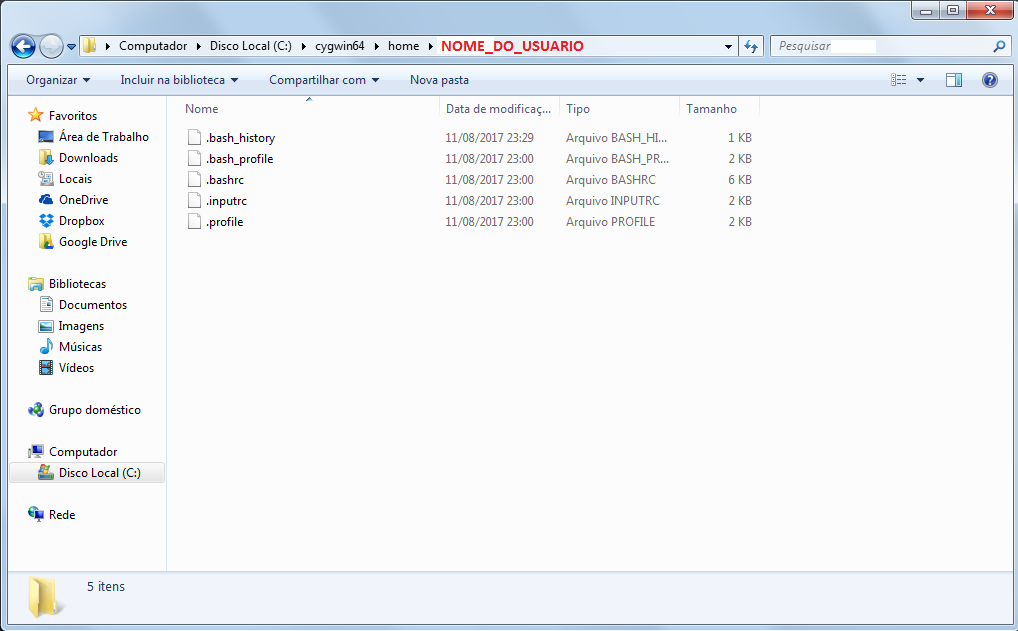 Computador Disco Local (C:) cygwin64 home NOME_DO_USUARIO Pesquisar
Organizar Incluir na biblioteca Compartilhar com Nova pasta
Favoritos
Área de Trabalho
Downloads
Locais
OneDrive
Dropbox
Google Drive
Bibliotecas
Documentos
Imagens
Músicas
Vídeos
Grupo doméstico
Computador
Disco Local (C:)
Rede
Nome Data de modificaç... Tipo Tamanho
.bash_history 11/08/2017 23:29 Arquivo BASH_HI... 1 KB
.bash_profile 11/08/2017 23:00 Arquivo BASH_PR... 2 KB
.bashrc 11/08/2017 23:00 Arquivo BASHRC 6 KB
.inputrc 11/08/2017 23:00 Arquivo INPUTRC 2 KB
.profile 11/08/2017 23:00 Arquivo PROFILE 2 KB
5 itens